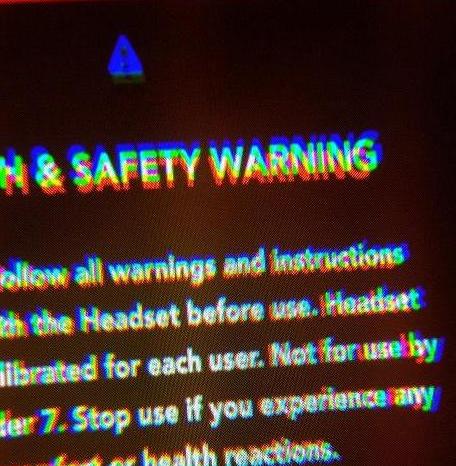 H & SAFETY WARNING
ollow all warnings and instructions
th the Headset before use. Headset
librated for each user. Not for use by
der 7. Stop use if you experience any
or health reactions.